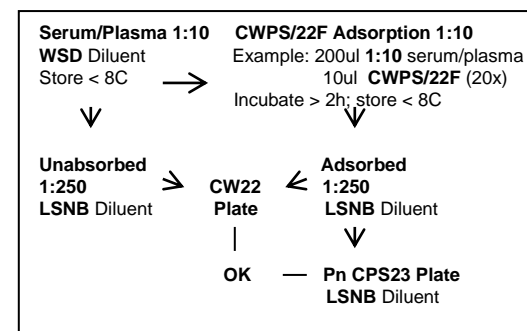 Serum/Plasma 1:10
WSD Diluent
Store < 8C
CWPS/22F Adsorption 1:10
Example: 200ul 1:10 serum/plasma
10ul CWPS/22F (20x)
Incubate > 2h; store < 8C
Unabsorbed
1:250
LSNB Diluent
CW22
Plate
Adsorbed
1:250
LSNB Diluent
OK
Pn CPS23 Plate
LSNB Diluent